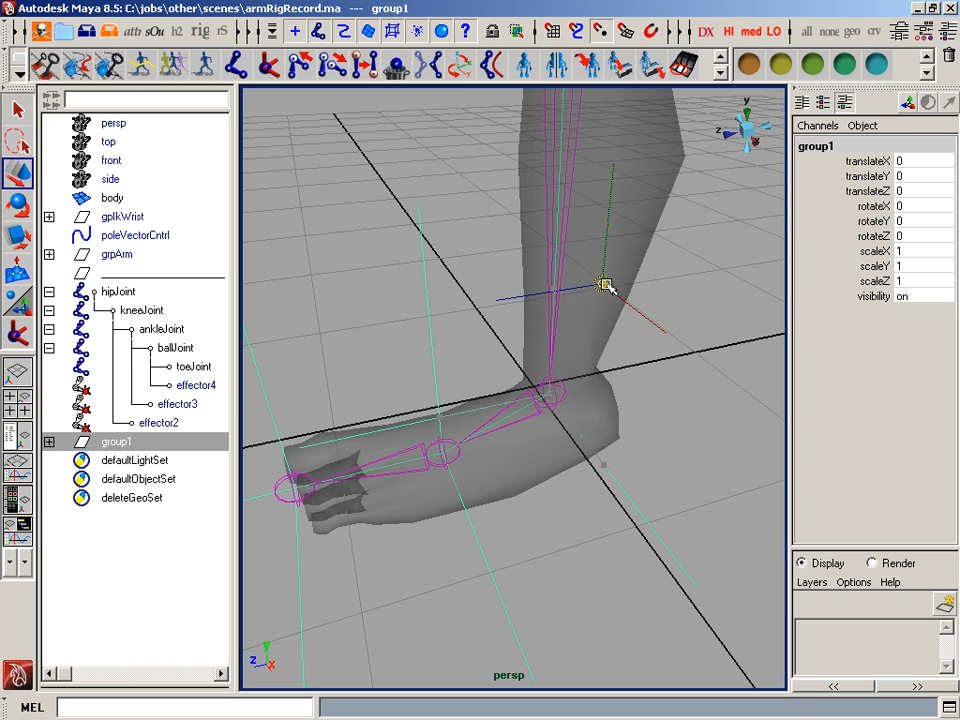 Autodesk Maya 8.5: C:\jobs\other\scenes\armRigRecord.ma --- group1
attr sOu h2 rig rS
DX HI med LO
all none geo crv
persp
top
front
side
body
gpIkWrist
poleVectorCntrl
grpArm
hipJoint
kneeJoint
ankleJoint
ballJoint
toeJoint
effector4
effector3
effector2
group1
defaultLightSet
defaultObjectSet
deleteGeoSet
y
z
y
z
x
persp
Channels Object
group1
translateX 0
translateY 0
translateZ 0
rotateX 0
rotateY 0
rotateZ 0
scaleX 1
scaleY 1
scaleZ 1
visibility on
Display Render
Layers Options Help
<< >>
MEL